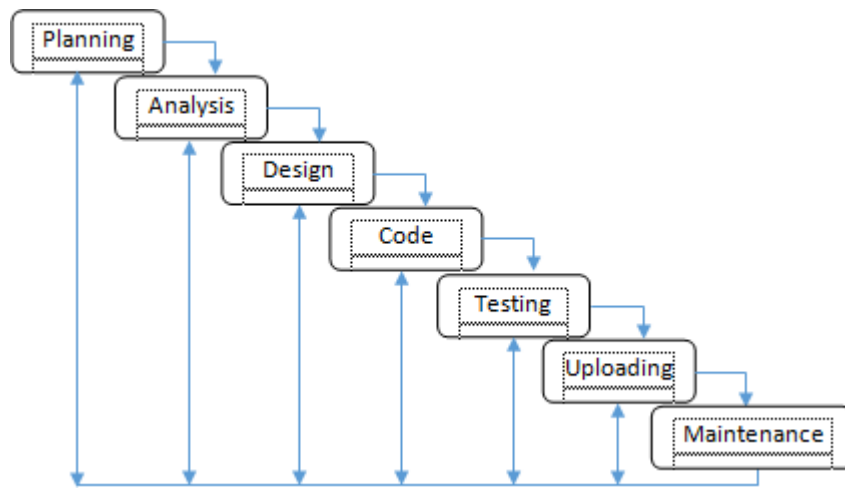 Planning
Analysis
Design
Code
Testing
Uploading
Maintenance